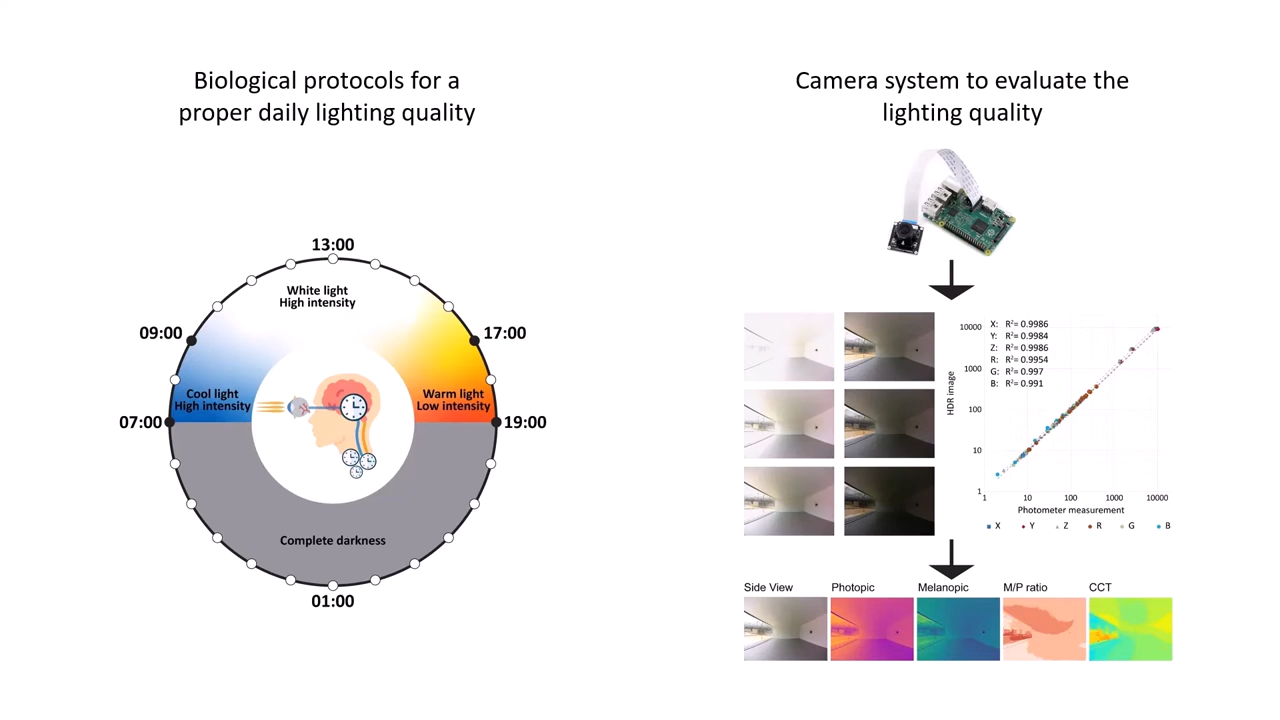 Biological protocols for a
proper daily lighting quality
13:00
White light
High intensity
09:00
17:00
Cool light
High intensity
Warm light
Low intensity
07:00
19:00
Complete darkness
01:00
Camera system to evaluate the
lighting quality
X: R²= 0.9986
Y: R²= 0.9984
Z: R²= 0.9986
R: R²= 0.9954
G: R²= 0.997
B: R²= 0.991
10000
1000
100
10
1
HDR image
1 10 100 1000 10000
Photometer measurement
X Y Z R G B
Side View Photopic Melanopic M/P ratio CCT